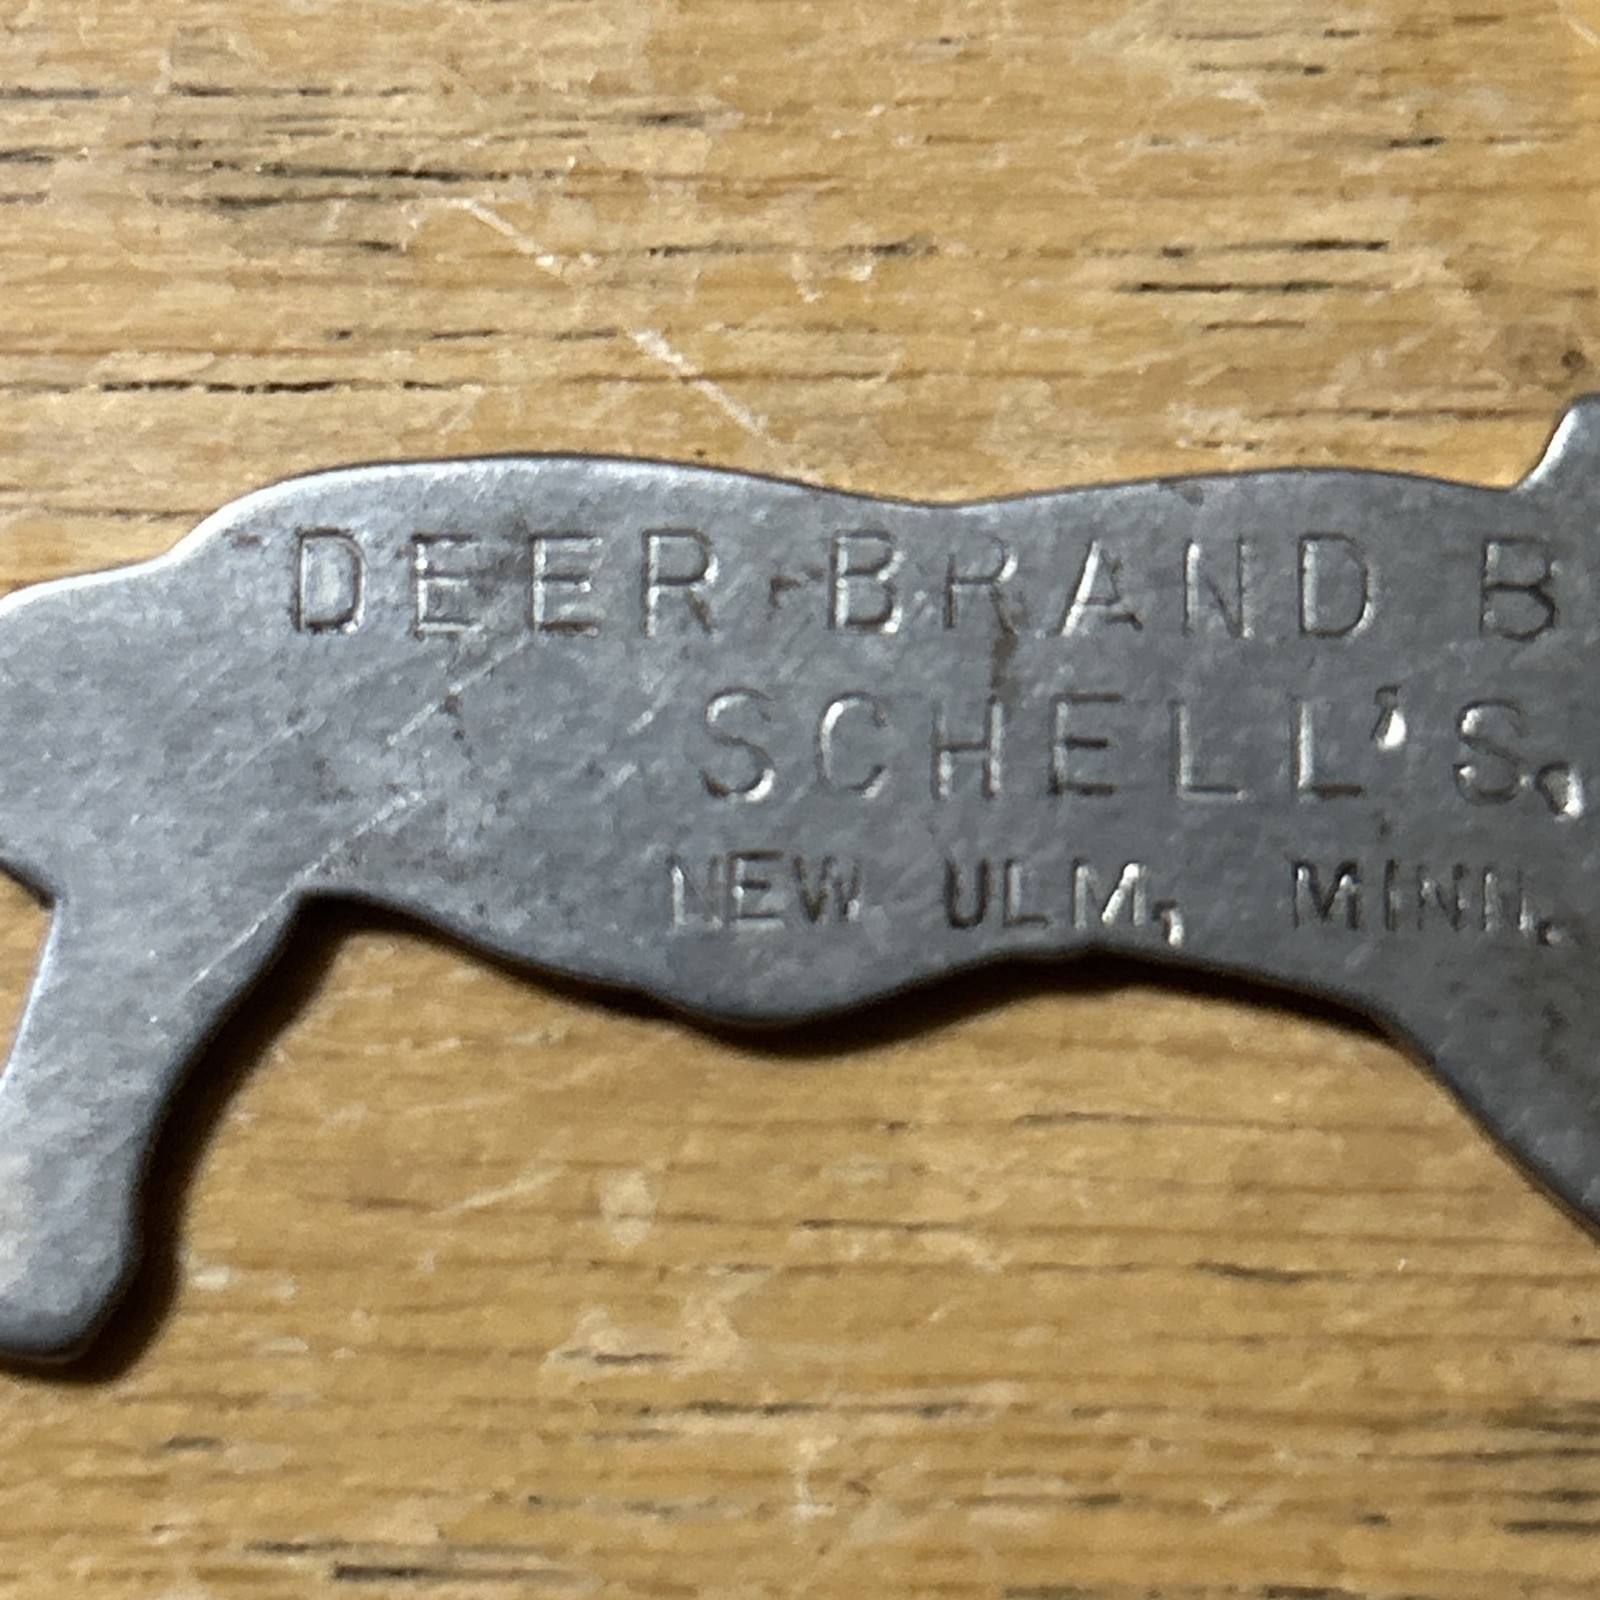 DEER BRAND B
SCHELL'S.
NEW ULM, MINN.